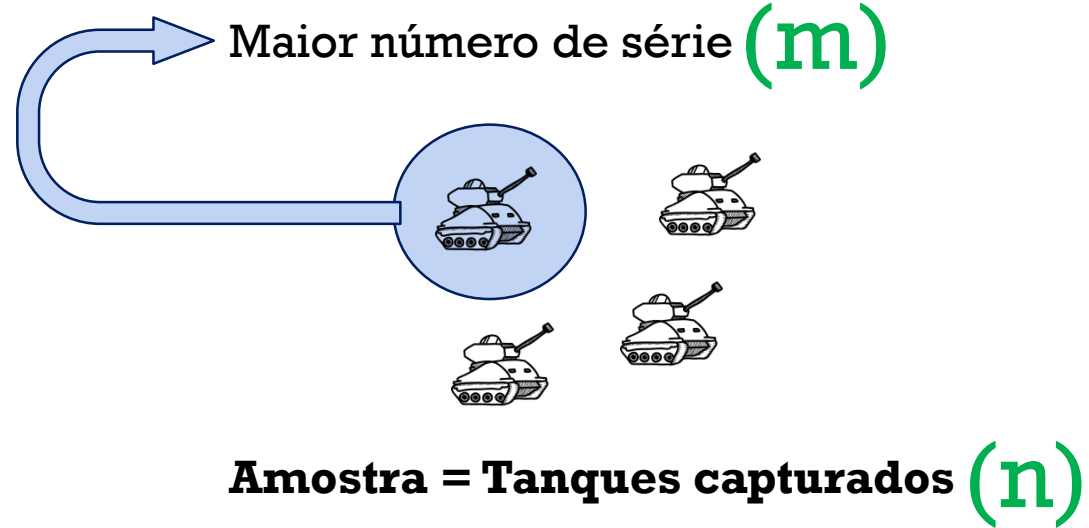 Maior número de série (m)
Amostra = Tanques capturados (n)